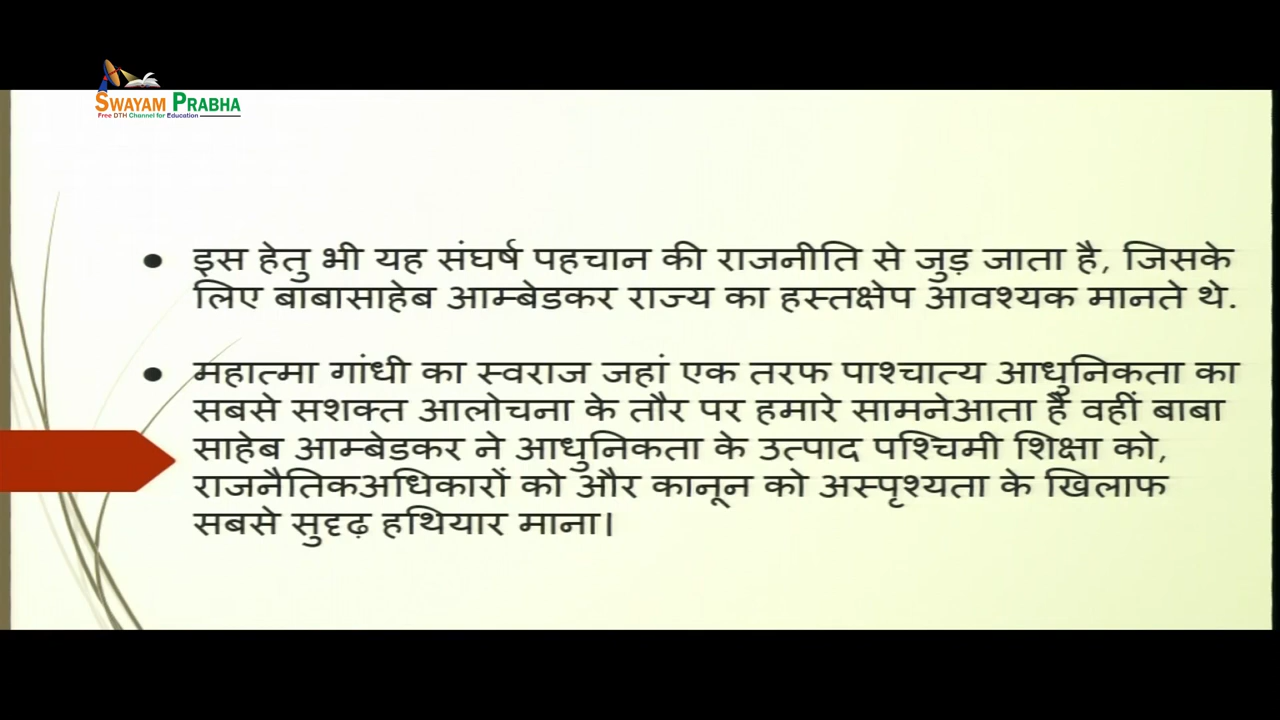 SWAYAM PRABHA
Free DTH Channel for Education
• इस हेतु भी यह संघर्ष पहचान की राजनीति से जुड़ जाता है, जिसके
लिए बाबासाहेब आम्बेडकर राज्य का हस्तक्षेप आवश्यक मानते थे.
• महात्मा गांधी का स्वराज जहां एक तरफ पाश्चात्य आधुनिकता का
सबसे सशक्त आलोचना के तौर पर हमारे सामनेआता है वहीं बाबा
साहेब आम्बेडकर ने आधुनिकता के उत्पाद पश्चिमी शिक्षा को,
राजनैतिकअधिकारों को और कानून को अस्पृश्यता के खिलाफ
सबसे सुदृढ़ हथियार माना।